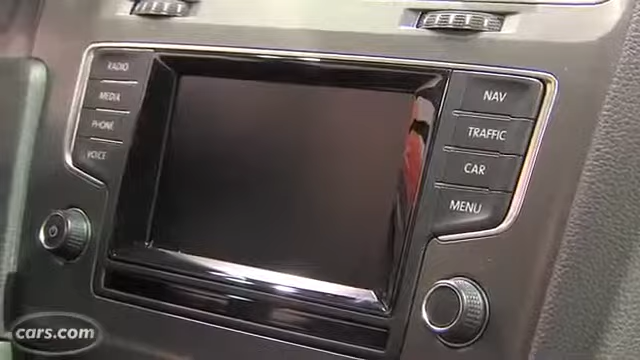 RADIO
MEDIA
PHONE
VOICE
NAV
TRAFFIC
CAR
MENU
cars.com